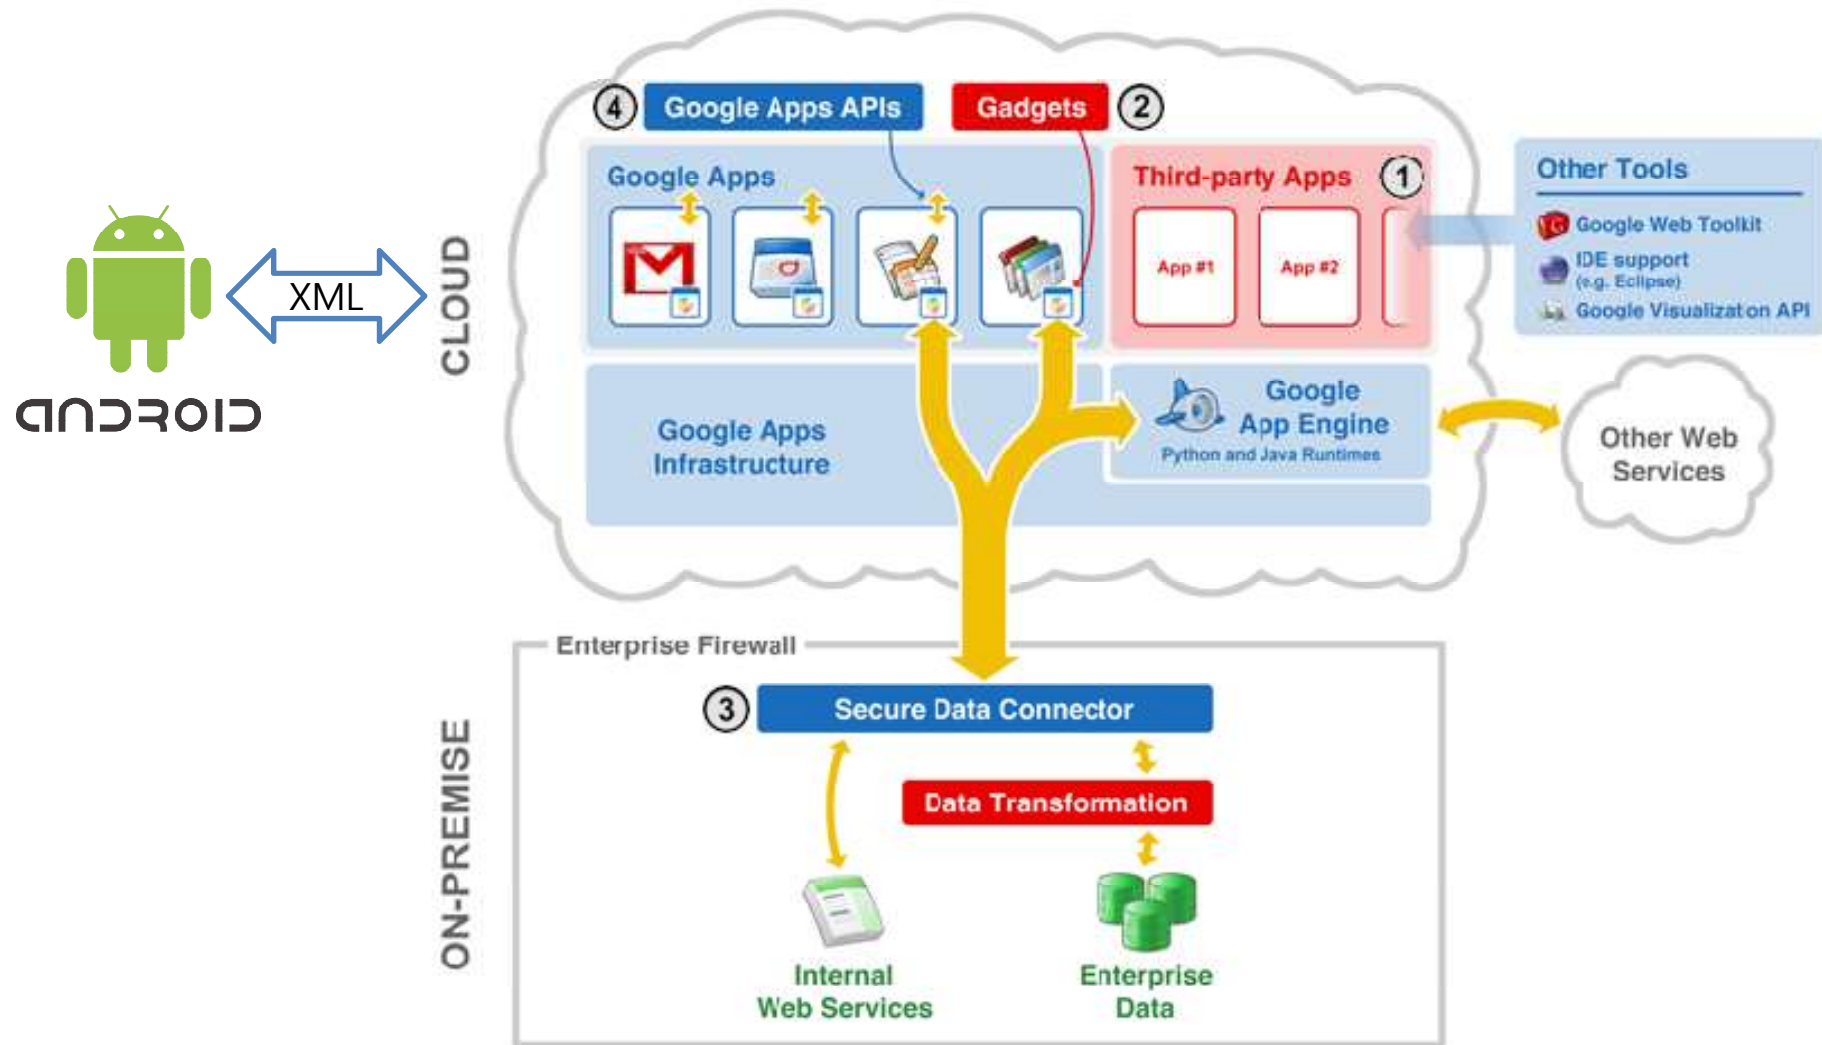 4
Google Apps APIs
Gadgets
2
Google Apps
Third-party Apps
1
App #1
App #2
Other Tools
Google Web Toolkit
IDE support
(e.g. Eclipse)
Google Visualization API
ANDROID
XML
CLOUD
Google Apps
Infrastructure
Google
App Engine
Python and Java Runtimes
Other Web
Services
Enterprise Firewall
3
Secure Data Connector
Data Transformation
ON-PREMISE
Internal
Web Services
Enterprise
Data